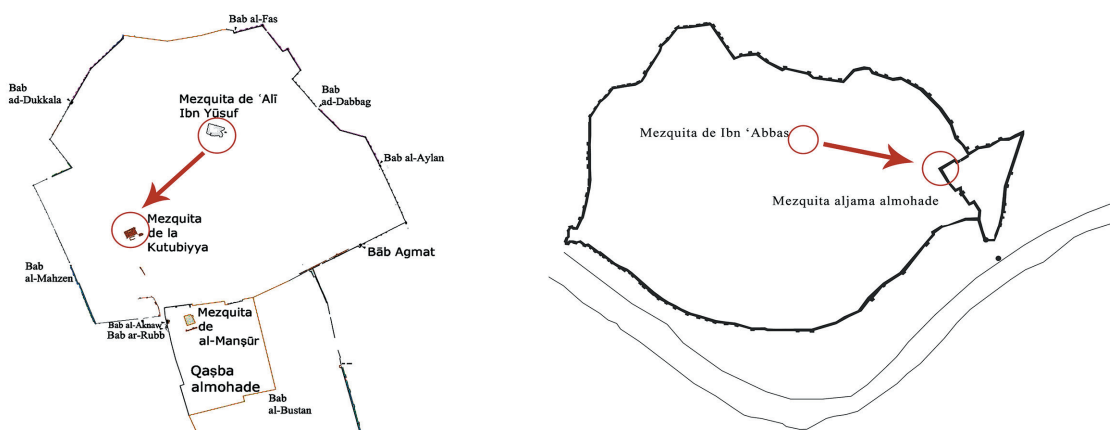 Bab al-Fas
Bab
ad-Dukkala
Mezquita de ʻAlī
Ibn Yūsuf
Bab
ad-Dabbag
Bab al-Aylan
Mezquita
de la
Kutubiyya
Bāb Agmat
Bab
al-Mahzen
Bab al-Aknaw
Bab ar-Rubb
Mezquita
de
al-Manṣūr
Qaṣba
almohade
Bab
al-Bustan
Mezquita de Ibn ʻAbbas
Mezquita aljama almohade